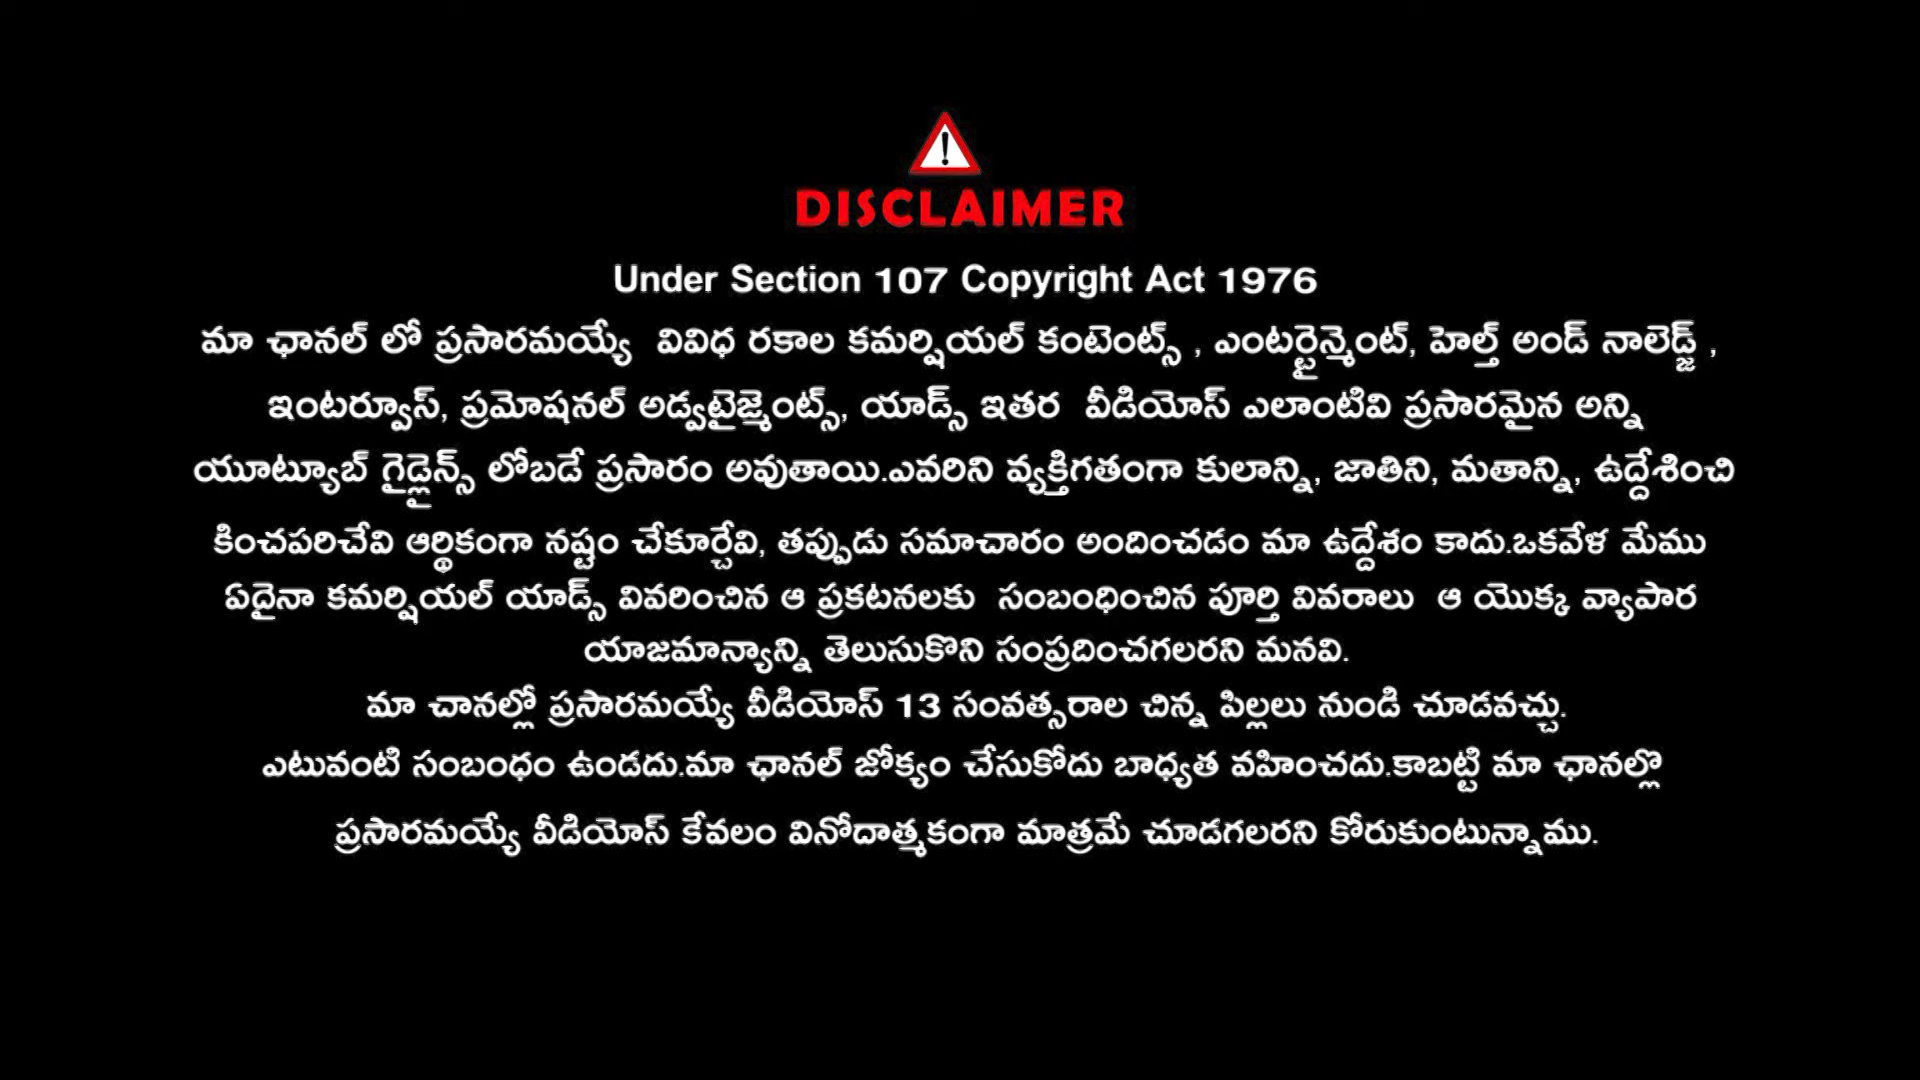 DISCLAIMER
Under Section 107 Copyright Act 1976
మా ఛానల్ లో ప్రసారమయ్యే వివిధ రకాల కమర్షియల్ కంటెంట్స్ , ఎంటర్టైన్మెంట్, హెల్త్ అండ్ నాలెడ్జ్ ,
ఇంటర్వ్యూస్, ప్రమోషనల్ అడ్వటైజ్మెంట్స్, యాడ్స్ ఇతర వీడియోస్ ఎలాంటివి ప్రసారమైన అన్ని
యూట్యూబ్ గైడ్లైన్స్ లోబడే ప్రసారం అవుతాయి.ఎవరిని వ్యక్తిగతంగా కులాన్ని, జాతిని, మతాన్ని, ఉద్దేశించి
కించపరిచేవి ఆర్థికంగా నష్టం చేకూర్చేవి, తప్పుడు సమాచారం అందించడం మా ఉద్దేశం కాదు.ఒకవేళ మేము
ఏదైనా కమర్షియల్ యాడ్స్ వివరించిన ఆ ప్రకటనలకు సంబంధించిన పూర్తి వివరాలు ఆ యొక్క వ్యాపార
యాజమాన్యాన్ని తెలుసుకొని సంప్రదించగలరని మనవి.
మా చానల్లో ప్రసారమయ్యే వీడియోస్ 13 సంవత్సరాల చిన్న పిల్లలు నుండి చూడవచ్చు.
ఎటువంటి సంబంధం ఉండదు.మా ఛానల్ జోక్యం చేసుకోదు బాధ్యత వహించదు.కాబట్టి మా ఛానల్లొ
ప్రసారమయ్యే వీడియోస్ కేవలం వినోదాత్మకంగా మాత్రమే చూడగలరని కోరుకుంటున్నాము.